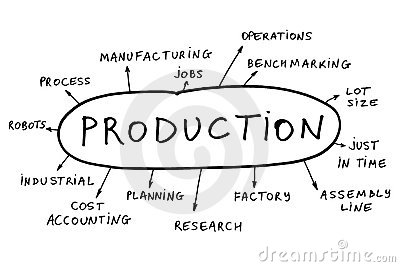 OPERATIONS
MANUFACTURING
BENCHMARKING
JOBS
PROCESS
LOT
SIZE
ROBOTS
PRODUCTION
JUST
IN TIME
INDUSTRIAL
PLANNING
FACTORY
ASSEMBLY
LINE
COST
ACCOUNTING
RESEARCH
© dreamstime.com